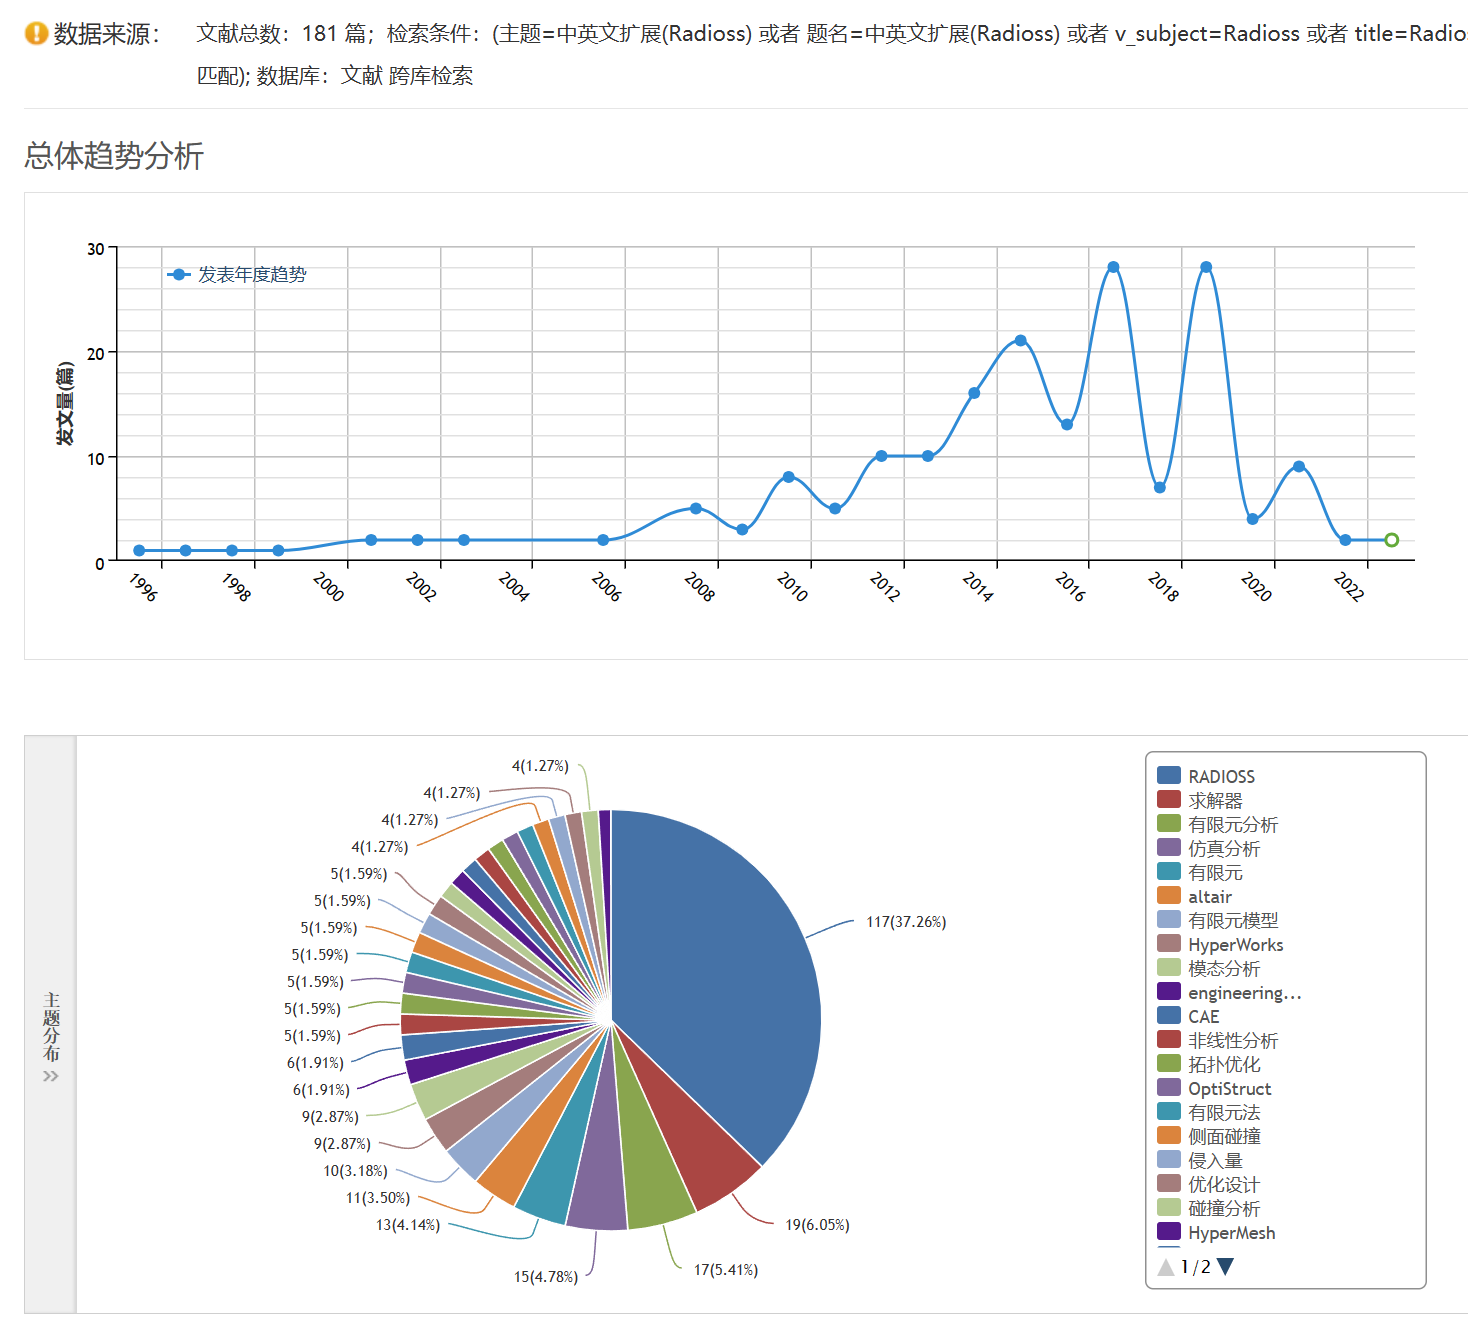 数据来源： 文献总数：181 篇；检索条件：(主题=中英文扩展(Radioss) 或者 题名=中英文扩展(Radioss) 或者 v_subject=Radioss 或者 title=Radios
匹配); 数据库：文献 跨库检索
总体趋势分析
发表年度趋势
发文量(篇)
30
20
10
0
1996
1998
2000
2002
2004
2006
2008
2010
2012
2014
2016
2018
2020
2022
主题分布
4(1.27%)
4(1.27%)
4(1.27%)
4(1.27%)
5(1.59%)
5(1.59%)
5(1.59%)
5(1.59%)
5(1.59%)
5(1.59%)
5(1.59%)
6(1.91%)
6(1.91%)
9(2.87%)
9(2.87%)
10(3.18%)
11(3.50%)
13(4.14%)
15(4.78%)
17(5.41%)
19(6.05%)
117(37.26%)
RADIOSS
求解器
有限元分析
仿真分析
有限元
altair
有限元模型
HyperWorks
模态分析
engineering...
CAE
非线性分析
拓扑优化
OptiStruct
有限元法
侧面碰撞
侵入量
优化设计
碰撞分析
HyperMesh
1/2